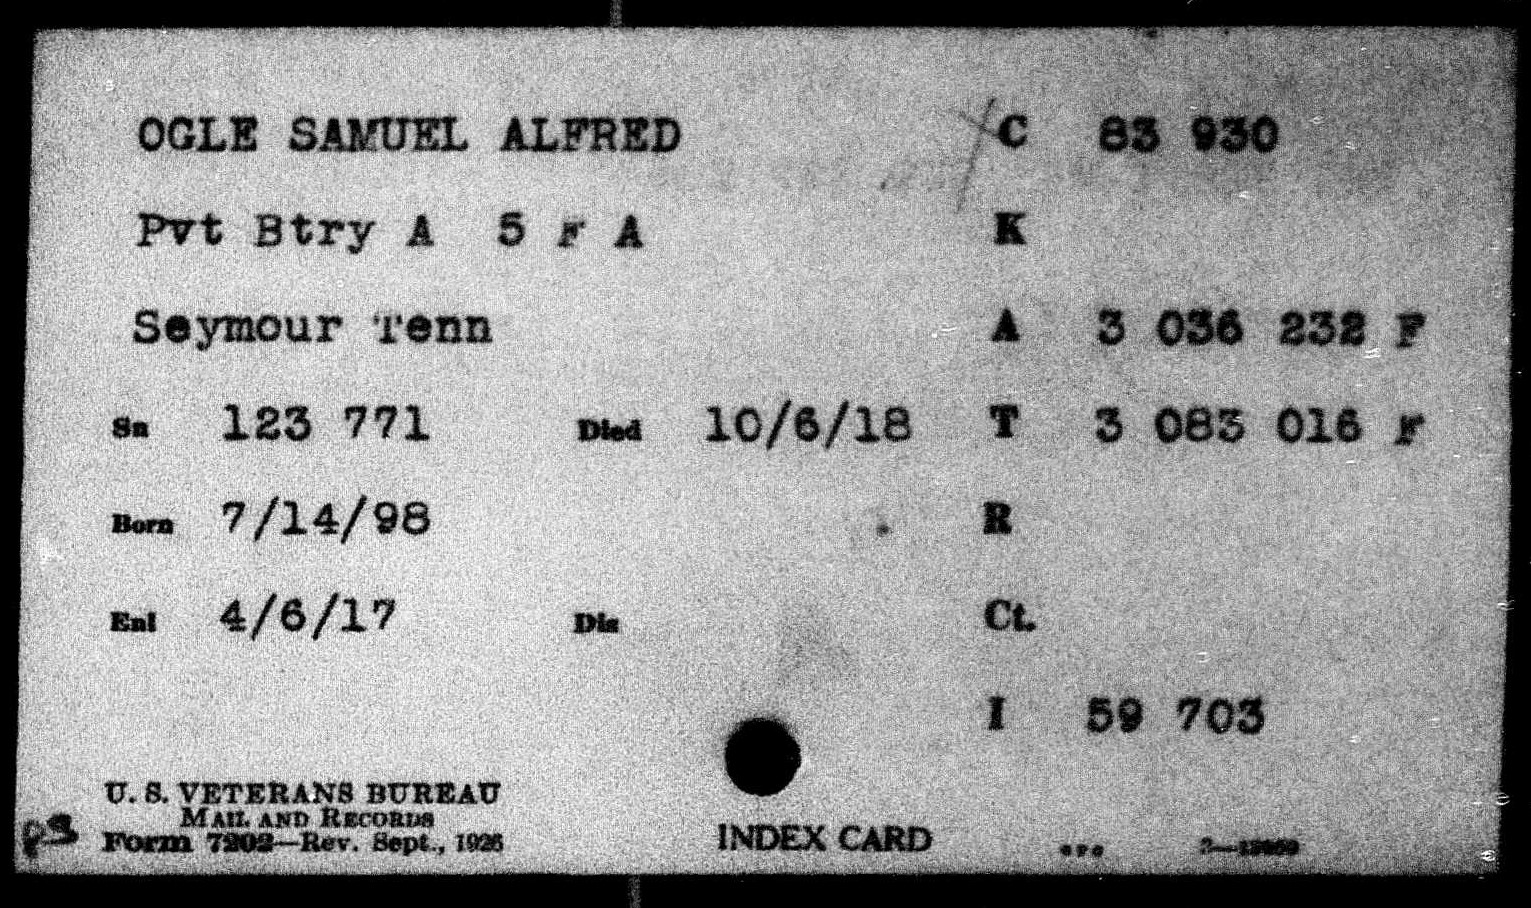 OGLE SAMUEL ALFRED C 83 930
Pvt Btry A 5 F A K
Seymour Tenn A 3 036 232 F
Sn 123 771 Died 10/6/18 T 3 083 016 F
Born 7/14/98 R
Enl 4/6/17 Dis Ct.
I 59 703
U. S. VETERANS BUREAU
MAIL AND RECORDS
Form 7202—Rev. Sept., 1926 INDEX CARD